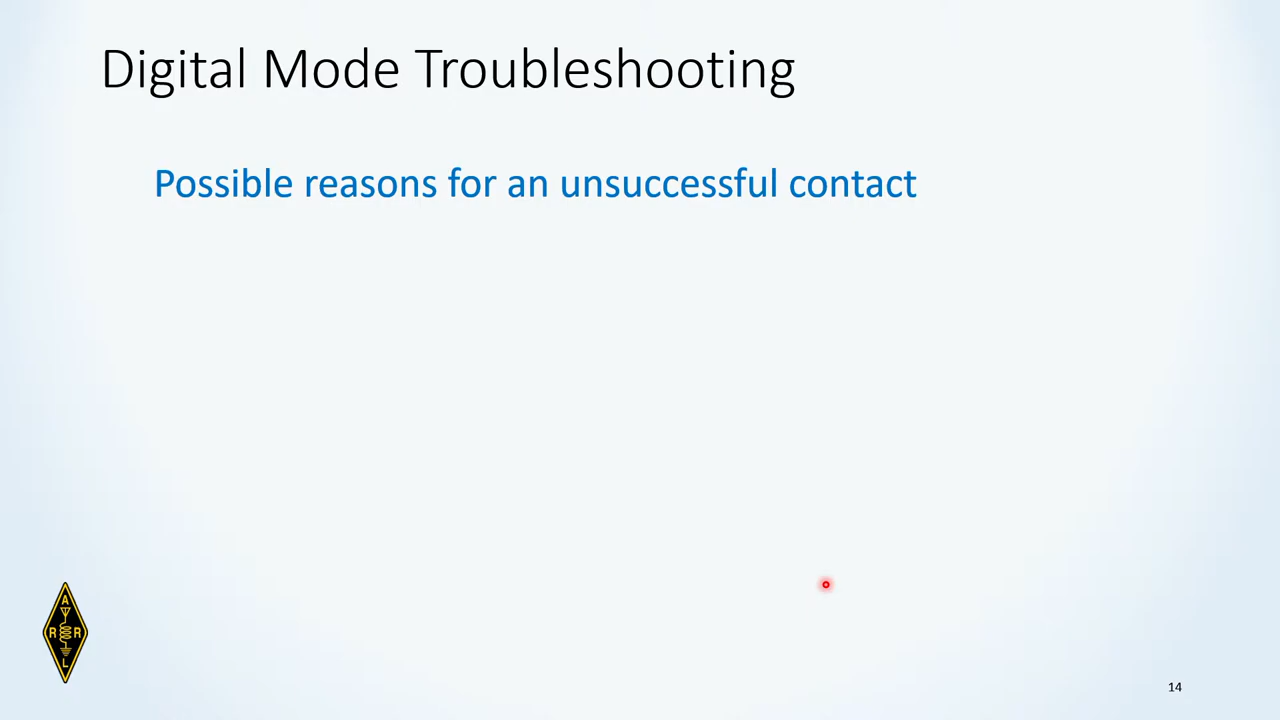 Digital Mode Troubleshooting
Possible reasons for an unsuccessful contact
A
R R
L
14